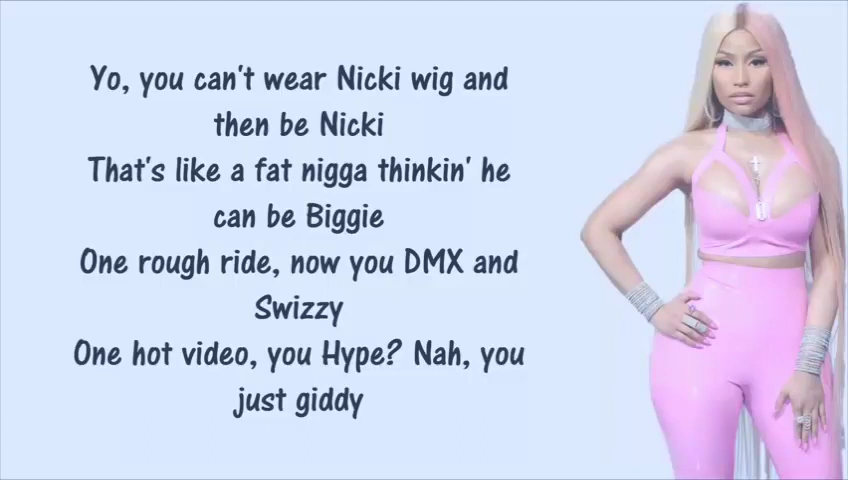 Yo, you can't wear Nicki wig and
then be Nicki
That's like a fat nigga thinkin' he
can be Biggie
One rough ride, now you DMX and
Swizzy
One hot video, you Hype? Nah, you
just giddy